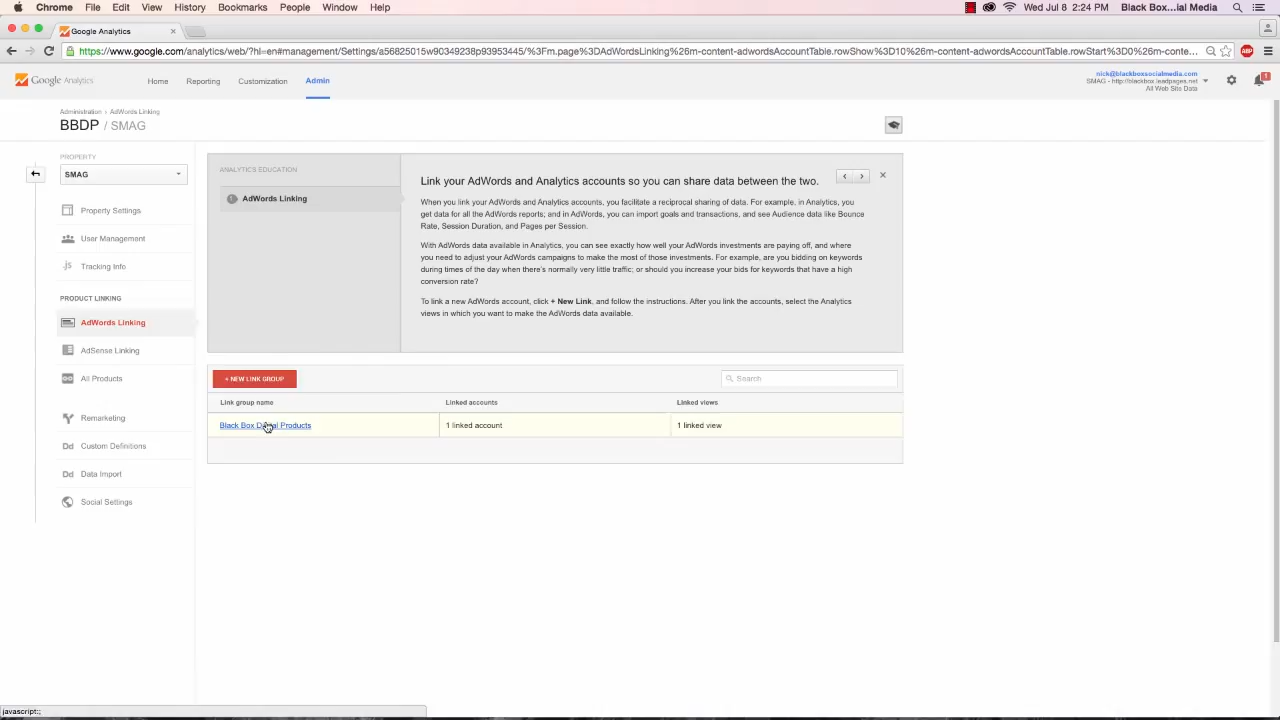 Chrome File Edit View History Bookmarks People Window Help
Wed Jul 8 2:24 PM Black Box...ial Media
Google Analytics
https://www.google.com/analytics/web/?hl=en#management/Settings/a56825015w90349238p93953445/%3Fm.page%3DAdWordsLinking%26m-content-adwordsAccountTable.rowShow%3D10%26m-content-adwordsAccountTable.rowStart%3D0%26m-conte...
ABP
Google Analytics
Home Reporting Customization Admin
nick@blackboxsocialmedia.com
SMAG - http://blackbox.leadpages.net
All Web Site Data
1
Administration › AdWords Linking
BBDP / SMAG
PROPERTY
SMAG
Property Settings
User Management
.js Tracking Info
PRODUCT LINKING
AdWords Linking
AdSense Linking
All Products
Remarketing
Dd Custom Definitions
Dd Data Import
Social Settings
ANALYTICS EDUCATION
AdWords Linking
Link your AdWords and Analytics accounts so you can share data between the two.
When you link your AdWords and Analytics accounts, you facilitate a reciprocal sharing of data. For example, in Analytics, you
get data for all the AdWords reports; and in AdWords, you can import goals and transactions, and see Audience data like Bounce
Rate, Session Duration, and Pages per Session.
With AdWords data available in Analytics, you can see exactly how well your AdWords investments are paying off, and where
you need to adjust your AdWords campaigns to make the most of those investments. For example, are you bidding on keywords
during times of the day when there's normally very little traffic; or should you increase your bids for keywords that have a high
conversion rate?
To link a new AdWords account, click + New Link, and follow the instructions. After you link the accounts, select the Analytics
views in which you want to make the AdWords data available.
+ NEW LINK GROUP
Search
Link group name Linked accounts Linked views
Black Box Digital Products 1 linked account 1 linked view
javascript:;